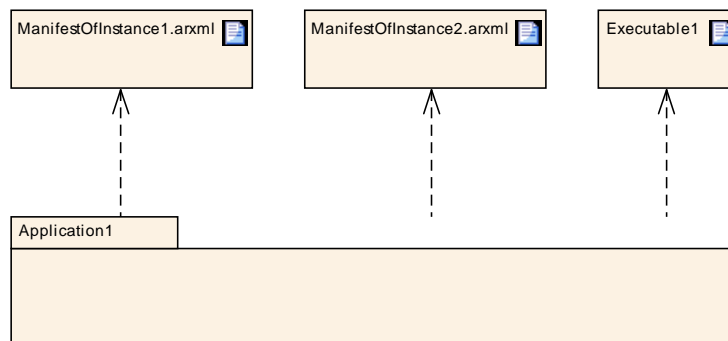 ManifestOfInstance1.arxml
ManifestOfInstance2.arxml
Executable1
Application1